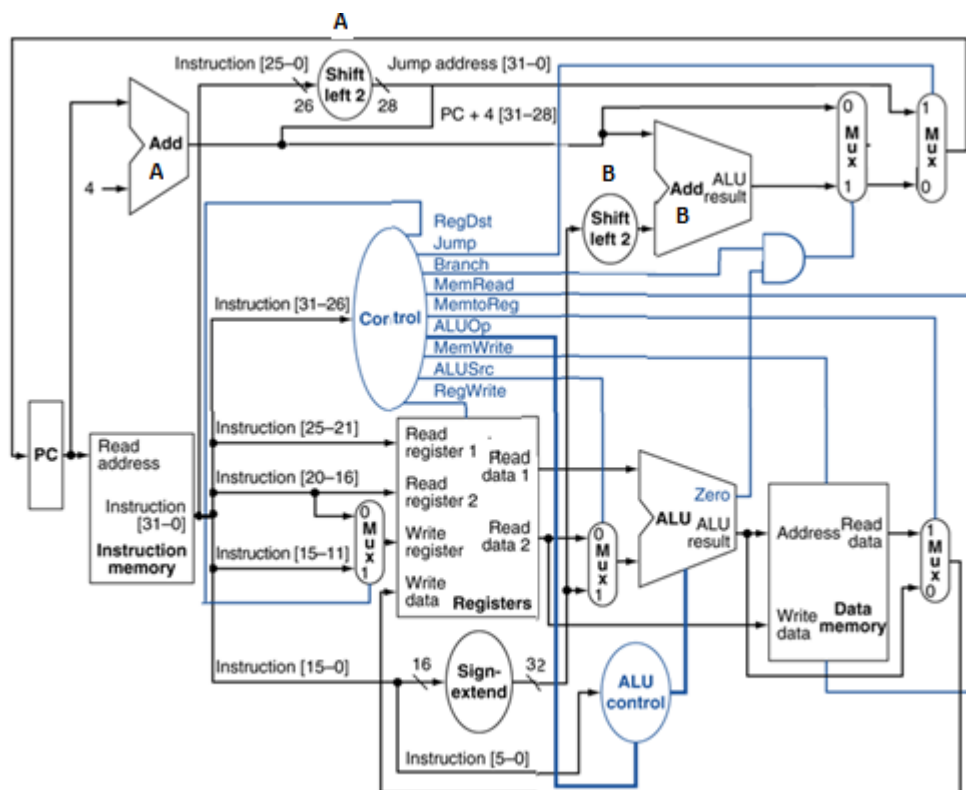 A
Instruction [25–0]
Shift
left 2
Jump address [31–0]
26
28
PC + 4 [31–28]
Add
A
4
0
Mux
1
1
Mux
0
B
Shift
left 2
Add
ALU
result
B
RegDst
Jump
Branch
MemRead
MemtoReg
ALUOp
MemWrite
ALUSrc
RegWrite
Control
Instruction [31–26]
PC
Read
address
Instruction
[31–0]
Instruction
memory
Instruction [25–21]
Instruction [20–16]
Instruction [15–11]
0
Mux
1
Read
register 1
Read
register 2
Write
register
Write
data
Read
data 1
Read
data 2
Registers
0
Mux
1
Zero
ALU
ALU
result
Address
Read
data
Write
data
Data
memory
1
Mux
0
Instruction [15–0]
16
Sign-
extend
32
ALU
control
Instruction [5–0]